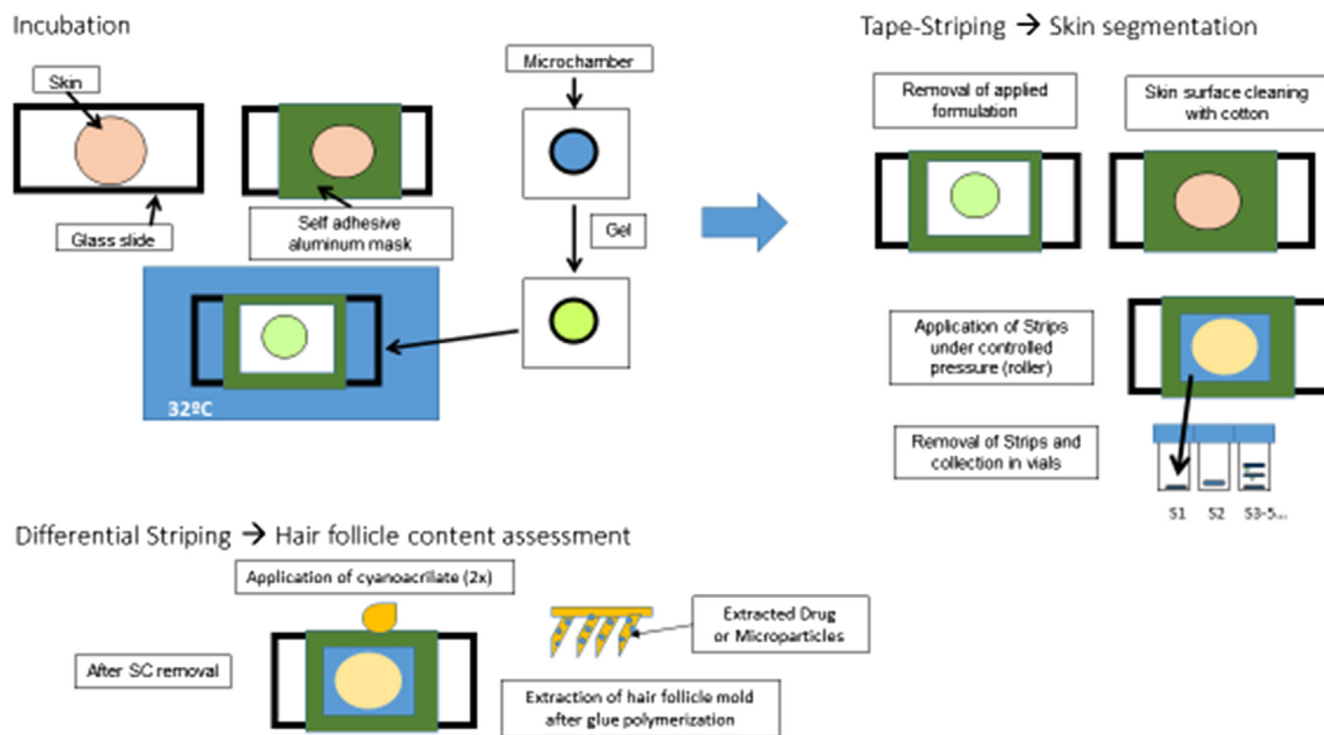 Incubation
Skin
Glass slide
Self adhesive
aluminum mask
Microchamber
Gel
32ºC
Tape-Striping → Skin segmentation
Removal of applied
formulation
Skin surface cleaning
with cotton
Application of Strips
under controlled
pressure (roller)
Removal of Strips and
collection in vials
S1 S2 S3-5...
Differential Striping → Hair follicle content assessment
Application of cyanoacrilate (2x)
After SC removal
Extracted Drug
or Microparticles
Extraction of hair follicle mold
after glue polymerization